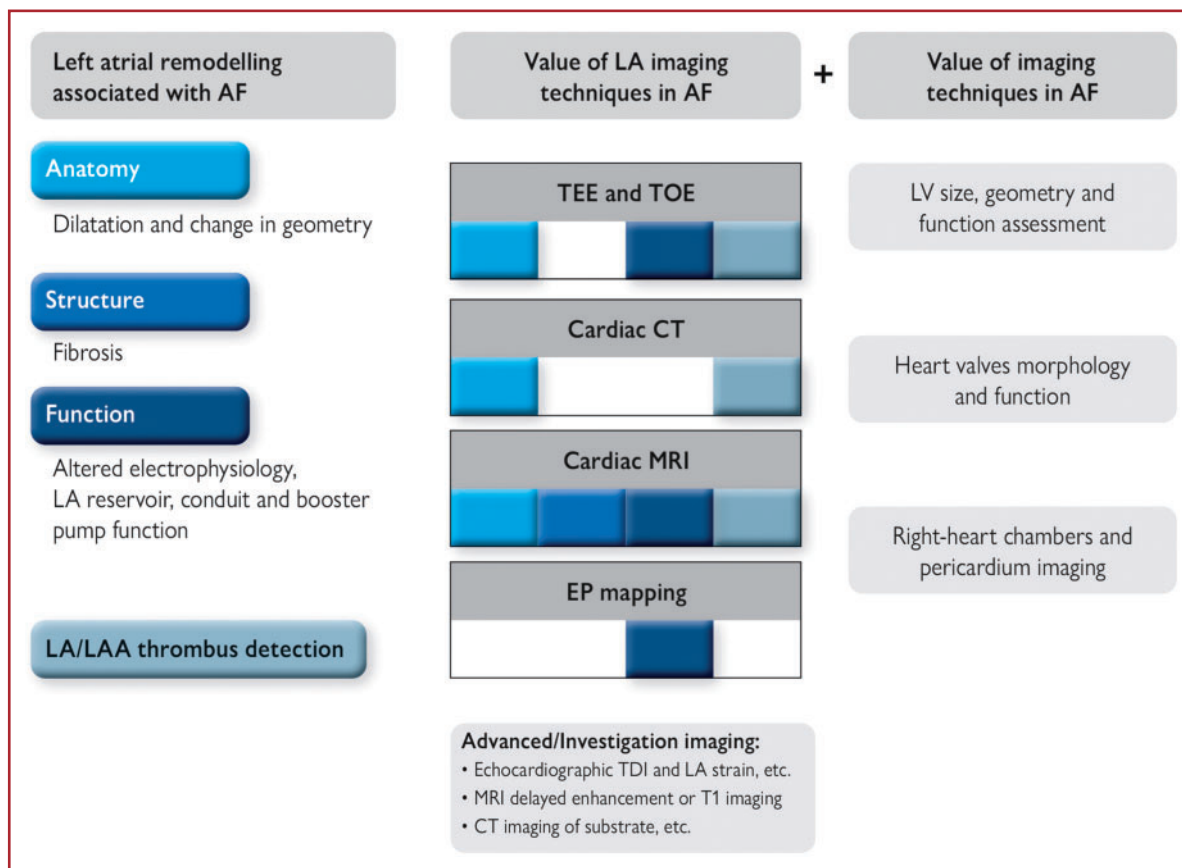 Left atrial remodelling
associated with AF
Anatomy
Dilatation and change in geometry
Structure
Fibrosis
Function
Altered electrophysiology,
LA reservoir, conduit and booster
pump function
LA/LAA thrombus detection
Value of LA imaging
techniques in AF
+
Value of imaging
techniques in AF
TEE and TOE
Cardiac CT
Cardiac MRI
EP mapping
Advanced/Investigation imaging:
• Echocardiographic TDI and LA strain, etc.
• MRI delayed enhancement or T1 imaging
• CT imaging of substrate, etc.
LV size, geometry and
function assessment
Heart valves morphology
and function
Right-heart chambers and
pericardium imaging